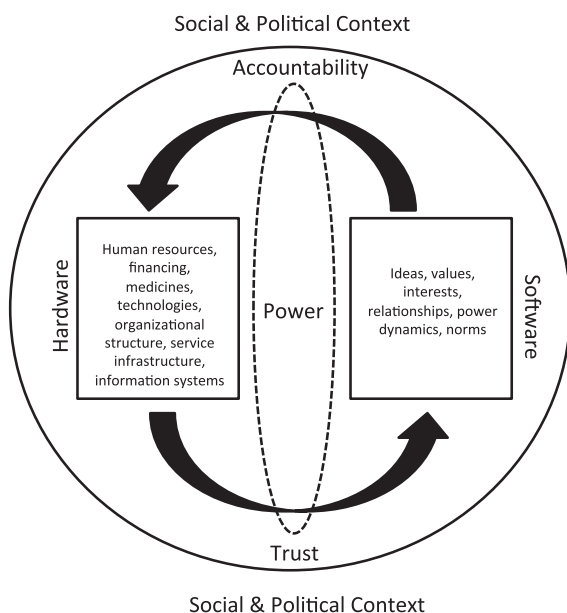 Social & Political Context
Accountability
Hardware
Human resources,
financing,
medicines,
technologies,
organizational
structure, service
infrastructure,
information systems
Power
Ideas, values,
interests,
relationships, power
dynamics, norms
Software
Trust
Social & Political Context